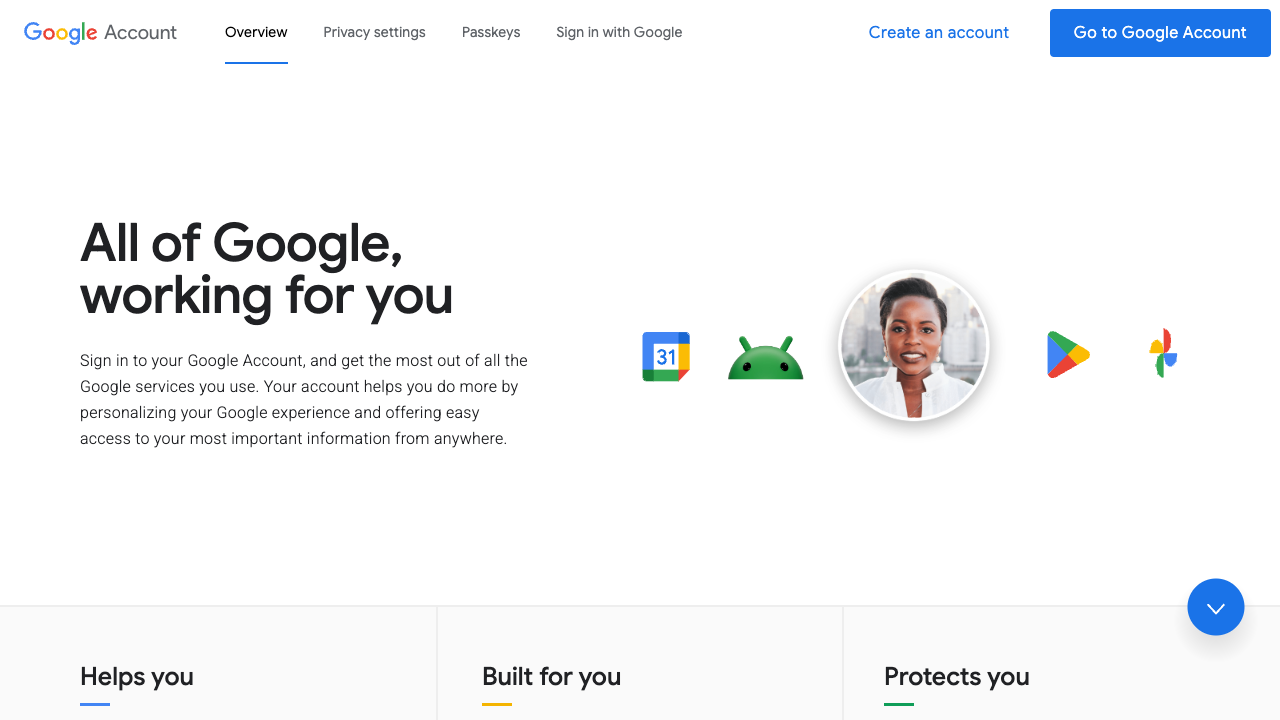 Google Account
Overview
Privacy settings
Passkeys
Sign in with Google
Create an account
Go to Google Account
All of Google,
working for you
Sign in to your Google Account, and get the most out of all the
Google services you use. Your account helps you do more by
personalizing your Google experience and offering easy
access to your most important information from anywhere.
31
Helps you
Built for you
Protects you